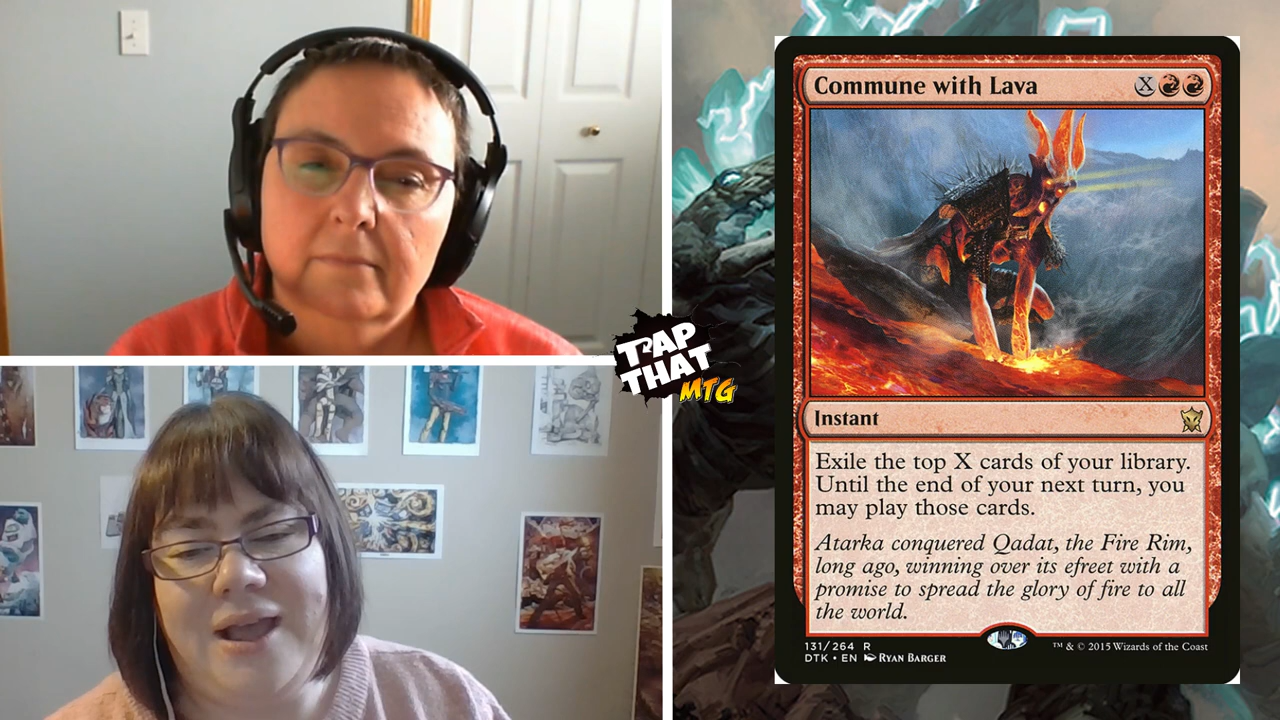 TRAP
THAT
MTG
Commune with Lava X
Instant
Exile the top X cards of your library.
Until the end of your next turn, you
may play those cards.
Atarka conquered Qadat, the Fire Rim,
long ago, winning over its efreet with a
promise to spread the glory of fire to all
the world.
131/264 R
DTK • EN Ryan Barger
™ & © 2015 Wizards of the Coast